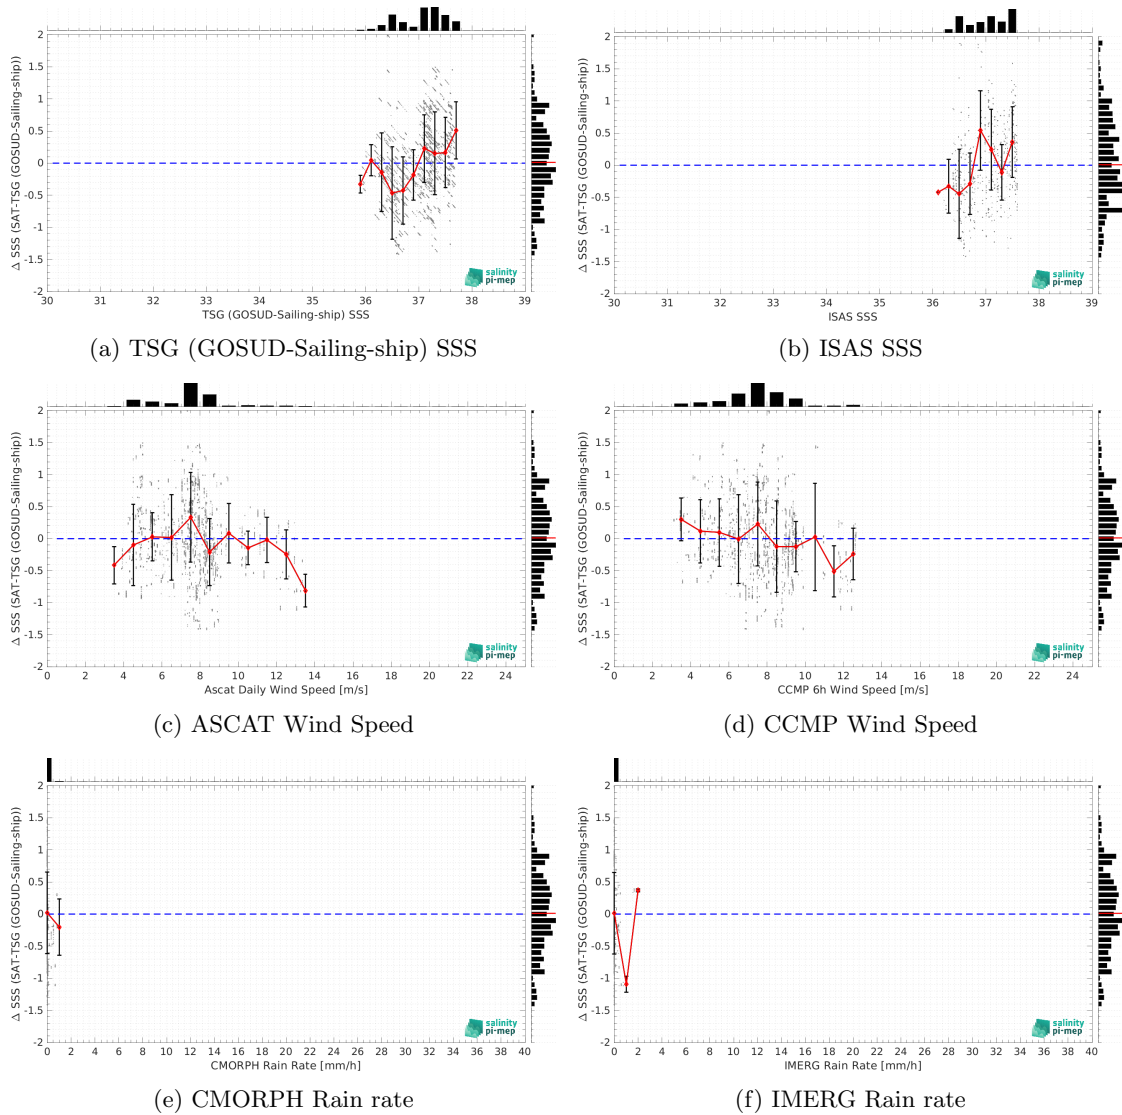 Δ SSS (SAT-TSG (GOSUD-Sailing-ship))
2
1.5
1
0.5
0
-0.5
-1
-1.5
-2
30 31 32 33 34 35 36 37 38 39
TSG (GOSUD-Sailing-ship) SSS
salinity
pi-mep
(a) TSG (GOSUD-Sailing-ship) SSS
Δ SSS (SAT-TSG (GOSUD-Sailing-ship))
2
1.5
1
0.5
0
-0.5
-1
-1.5
-2
30 31 32 33 34 35 36 37 38 39
ISAS SSS
salinity
pi-mep
(b) ISAS SSS
Δ SSS (SAT-TSG (GOSUD-Sailing-ship))
2
1.5
1
0.5
0
-0.5
-1
-1.5
-2
0 2 4 6 8 10 12 14 16 18 20 22 24
Ascat Daily Wind Speed [m/s]
salinity
pi-mep
(c) ASCAT Wind Speed
Δ SSS (SAT-TSG (GOSUD-Sailing-ship))
2
1.5
1
0.5
0
-0.5
-1
-1.5
-2
0 2 4 6 8 10 12 14 16 18 20 22 24
CCMP 6h Wind Speed [m/s]
salinity
pi-mep
(d) CCMP Wind Speed
Δ SSS (SAT-TSG (GOSUD-Sailing-ship))
2
1.5
1
0.5
0
-0.5
-1
-1.5
-2
0 2 4 6 8 10 12 14 16 18 20 22 24 26 28 30 32 34 36 38 40
CMORPH Rain Rate [mm/h]
salinity
pi-mep
(e) CMORPH Rain rate
Δ SSS (SAT-TSG (GOSUD-Sailing-ship))
2
1.5
1
0.5
0
-0.5
-1
-1.5
-2
0 2 4 6 8 10 12 14 16 18 20 22 24 26 28 30 32 34 36 38 40
IMERG Rain Rate [mm/h]
salinity
pi-mep
(f) IMERG Rain rate